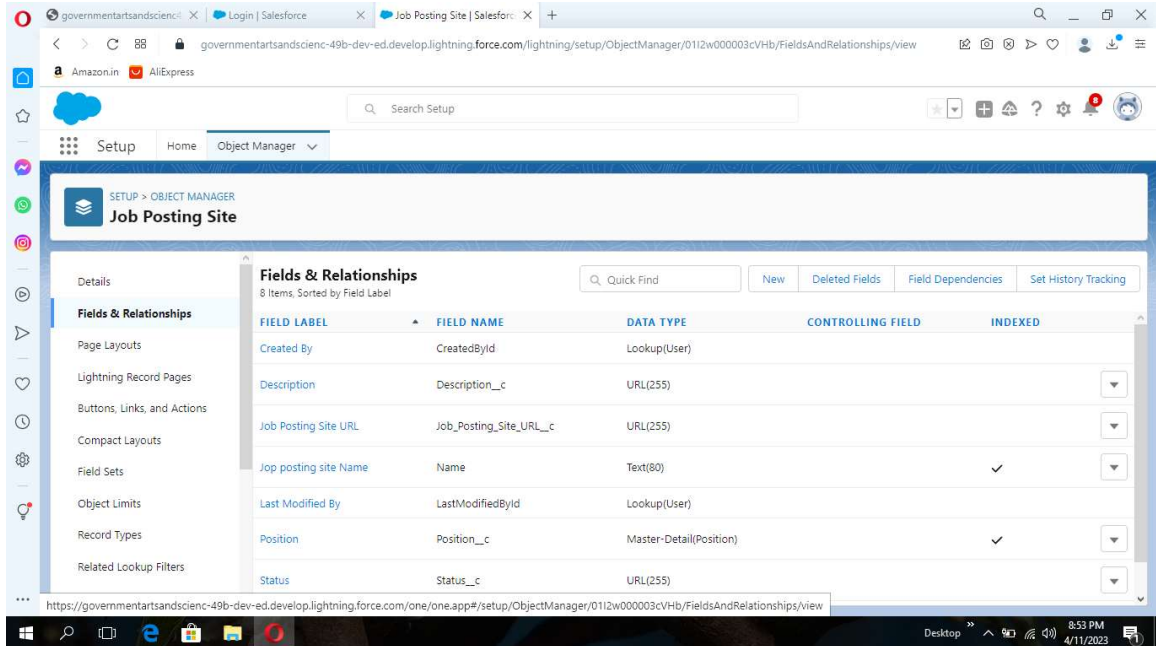 governmentartsandscienc
Login | Salesforce
Job Posting Site | Salesforc
governmentartsandscienc-49b-dev-ed.develop.lightning.force.com/lightning/setup/ObjectManager/01I2w000003cVHb/FieldsAndRelationships/view
a Amazon.in AliExpress
Search Setup
8
Setup Home Object Manager
SETUP > OBJECT MANAGER
Job Posting Site
Details
Fields & Relationships
Page Layouts
Lightning Record Pages
Buttons, Links, and Actions
Compact Layouts
Field Sets
Object Limits
Record Types
Related Lookup Filters
Fields & Relationships
8 Items, Sorted by Field Label
Quick Find New Deleted Fields Field Dependencies Set History Tracking
FIELD LABEL FIELD NAME DATA TYPE CONTROLLING FIELD INDEXED
Created By CreatedById Lookup(User)
Description Description__c URL(255)
Job Posting Site URL Job_Posting_Site_URL__c URL(255)
Jop posting site Name Name Text(80)
Last Modified By LastModifiedById Lookup(User)
Position Position__c Master-Detail(Position)
Status Status__c URL(255)
https://governmentartsandscienc-49b-dev-ed.develop.lightning.force.com/one/one.app#/setup/ObjectManager/01I2w000003cVHb/FieldsAndRelationships/view
Desktop
8:53 PM
4/11/2023